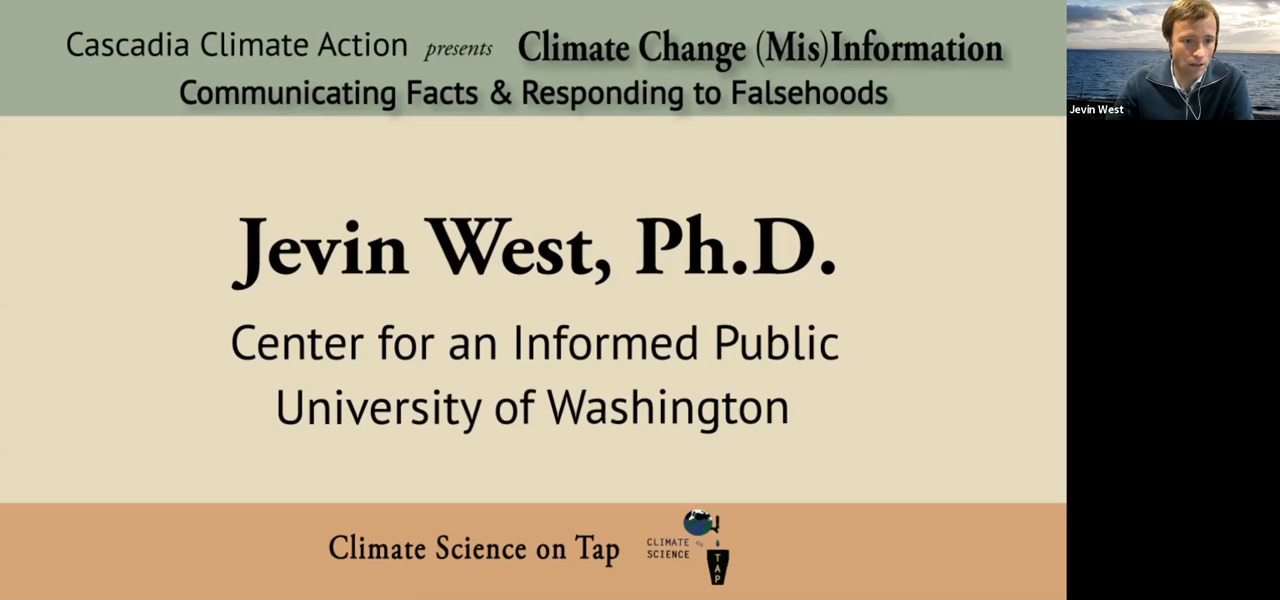 Cascadia Climate Action presents Climate Change (Mis)Information
Communicating Facts & Responding to Falsehoods
Jevin West
Jevin West, Ph.D.
Center for an Informed Public
University of Washington
Climate Science on Tap
CLIMATE
SCIENCE
TAP